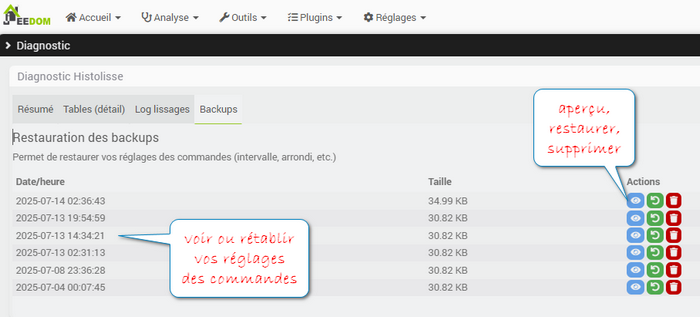 JEEDOM Accueil Analyse Outils Plugins Réglages
Diagnostic
Diagnostic Histolisse
Résumé Tables (détail) Log lissages Backups
aperçu,
restaurer,
supprimer
Restauration des backups
Permet de restaurer vos réglages des commandes (intervalle, arrondi, etc.)
Date/heure Taille Actions
2025-07-14 02:36:43 34.99 KB
2025-07-13 19:54:59 30.82 KB
2025-07-13 14:34:21 30.82 KB
2025-07-13 02:31:13 30.82 KB
2025-07-08 23:36:28 30.82 KB
2025-07-04 00:07:45 30.82 KB
voir ou rétablir
vos réglages
des commandes